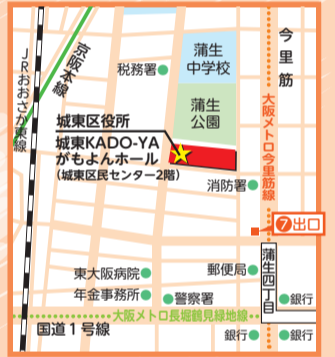 今里筋
京阪本線
JRおおさか東線
税務署
蒲生
中学校
蒲生
公園
大阪メトロ今里筋線
城東区役所
城東KADO-YA
がもよんホール
(城東区民センター2階)
消防署
⑦出口
東大阪病院
郵便局
蒲生四丁目
年金事務所
警察署
銀行
大阪メトロ長堀鶴見緑地線
国道1号線
銀行
銀行